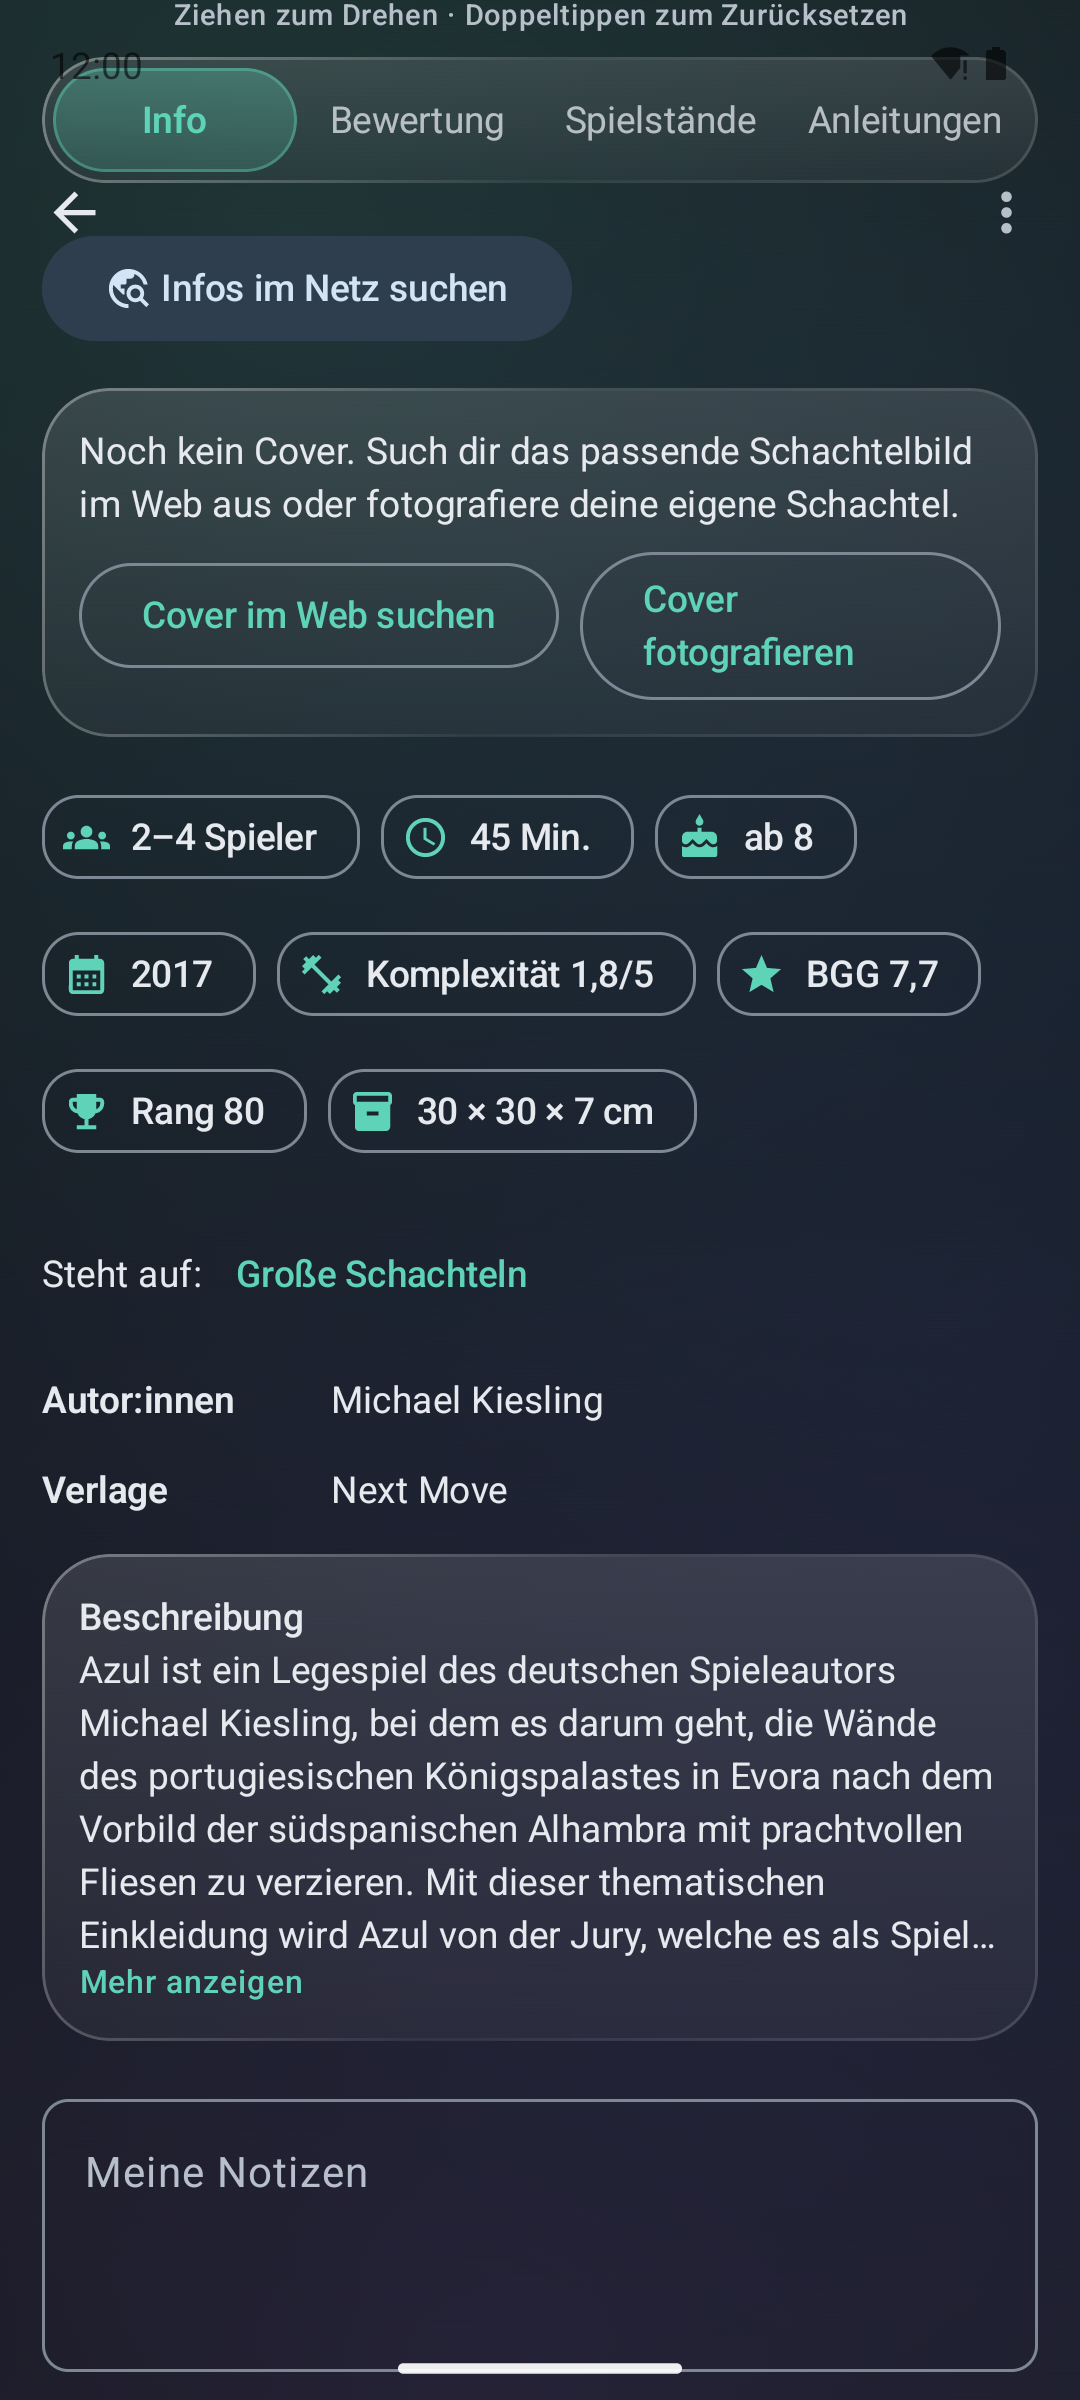 Ziehen zum Drehen · Doppeltippen zum Zurücksetzen
12:00
Info Bewertung Spielstände Anleitungen
Infos im Netz suchen
Noch kein Cover. Such dir das passende Schachtelbild
im Web aus oder fotografiere deine eigene Schachtel.
Cover im Web suchen
Cover
fotografieren
2–4 Spieler 45 Min. ab 8
2017 Komplexität 1,8/5 BGG 7,7
Rang 80 30 × 30 × 7 cm
Steht auf: Große Schachteln
Autor:innen Michael Kiesling
Verlage Next Move
Beschreibung
Azul ist ein Legespiel des deutschen Spieleautors
Michael Kiesling, bei dem es darum geht, die Wände
des portugiesischen Königspalastes in Evora nach dem
Vorbild der südspanischen Alhambra mit prachtvollen
Fliesen zu verzieren. Mit dieser thematischen
Einkleidung wird Azul von der Jury, welche es als Spiel…
Mehr anzeigen
Meine Notizen